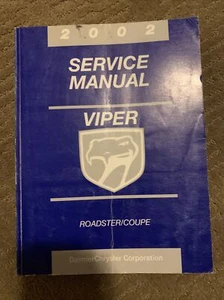 2002
SERVICE
MANUAL
VIPER
ROADSTER/COUPE
DaimlerChrysler Corporation